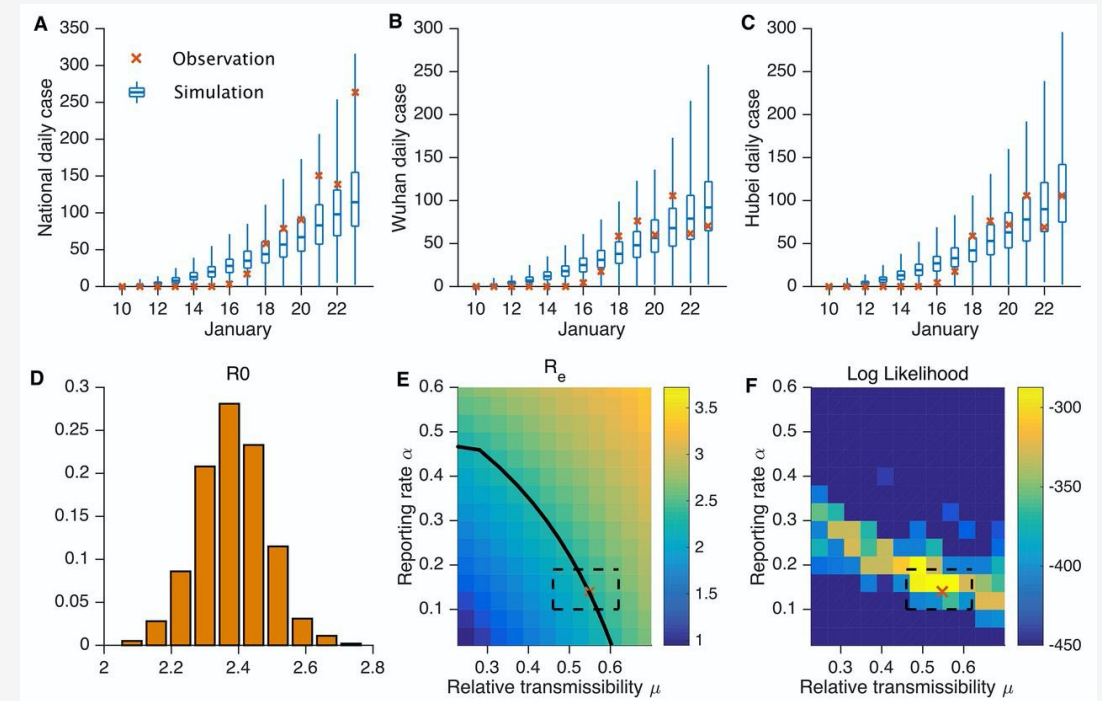 A
National daily case
350
300
250
200
150
100
50
0
Observation
Simulation
10 12 14 16 18 20 22
January
B
Wuhan daily case
300
250
200
150
100
50
0
10 12 14 16 18 20 22
January
C
Hubei daily case
300
250
200
150
100
50
0
10 12 14 16 18 20 22
January
D
R0
0.3
0.25
0.2
0.15
0.1
0.05
0
2 2.2 2.4 2.6 2.8
E
Re
Reporting rate α
0.6
0.5
0.4
0.3
0.2
0.1
0.3 0.4 0.5 0.6
Relative transmissibility μ
3.5
3
2.5
2
1.5
1
F
Log Likelihood
Reporting rate α
0.6
0.5
0.4
0.3
0.2
0.1
0.3 0.4 0.5 0.6
Relative transmissibility μ
-300
-350
-400
-450